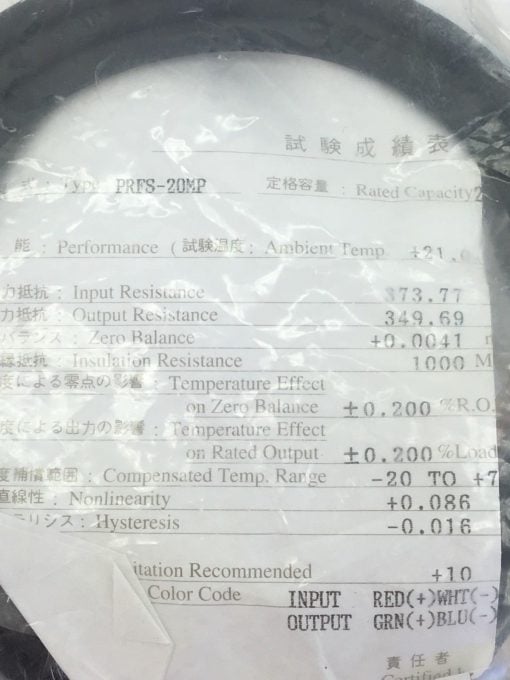 試験成績表
式 : Type PRFS-20MP 定格容量 : Rated Capacity 2
能 : Performance ( 試験温度 : Ambient Temp. +21.0
力抵抗 : Input Resistance 373.77
力抵抗 : Output Resistance 349.69
バランス : Zero Balance +0.0041
縁抵抗 : Insulation Resistance 1000 M
度による零点の影響 : Temperature Effect
on Zero Balance ±0.200 %R.O.
度による出力の影響 : Temperature Effect
on Rated Output ±0.200 %Load
度補償範囲 : Compensated Temp. Range -20 TO +7
直線性 : Nonlinearity +0.086
テリシス : Hysteresis -0.016
itation Recommended +10
Color Code INPUT RED(+)WHT(-)
OUTPUT GRN(+)BLU(-)
責任者
Certified